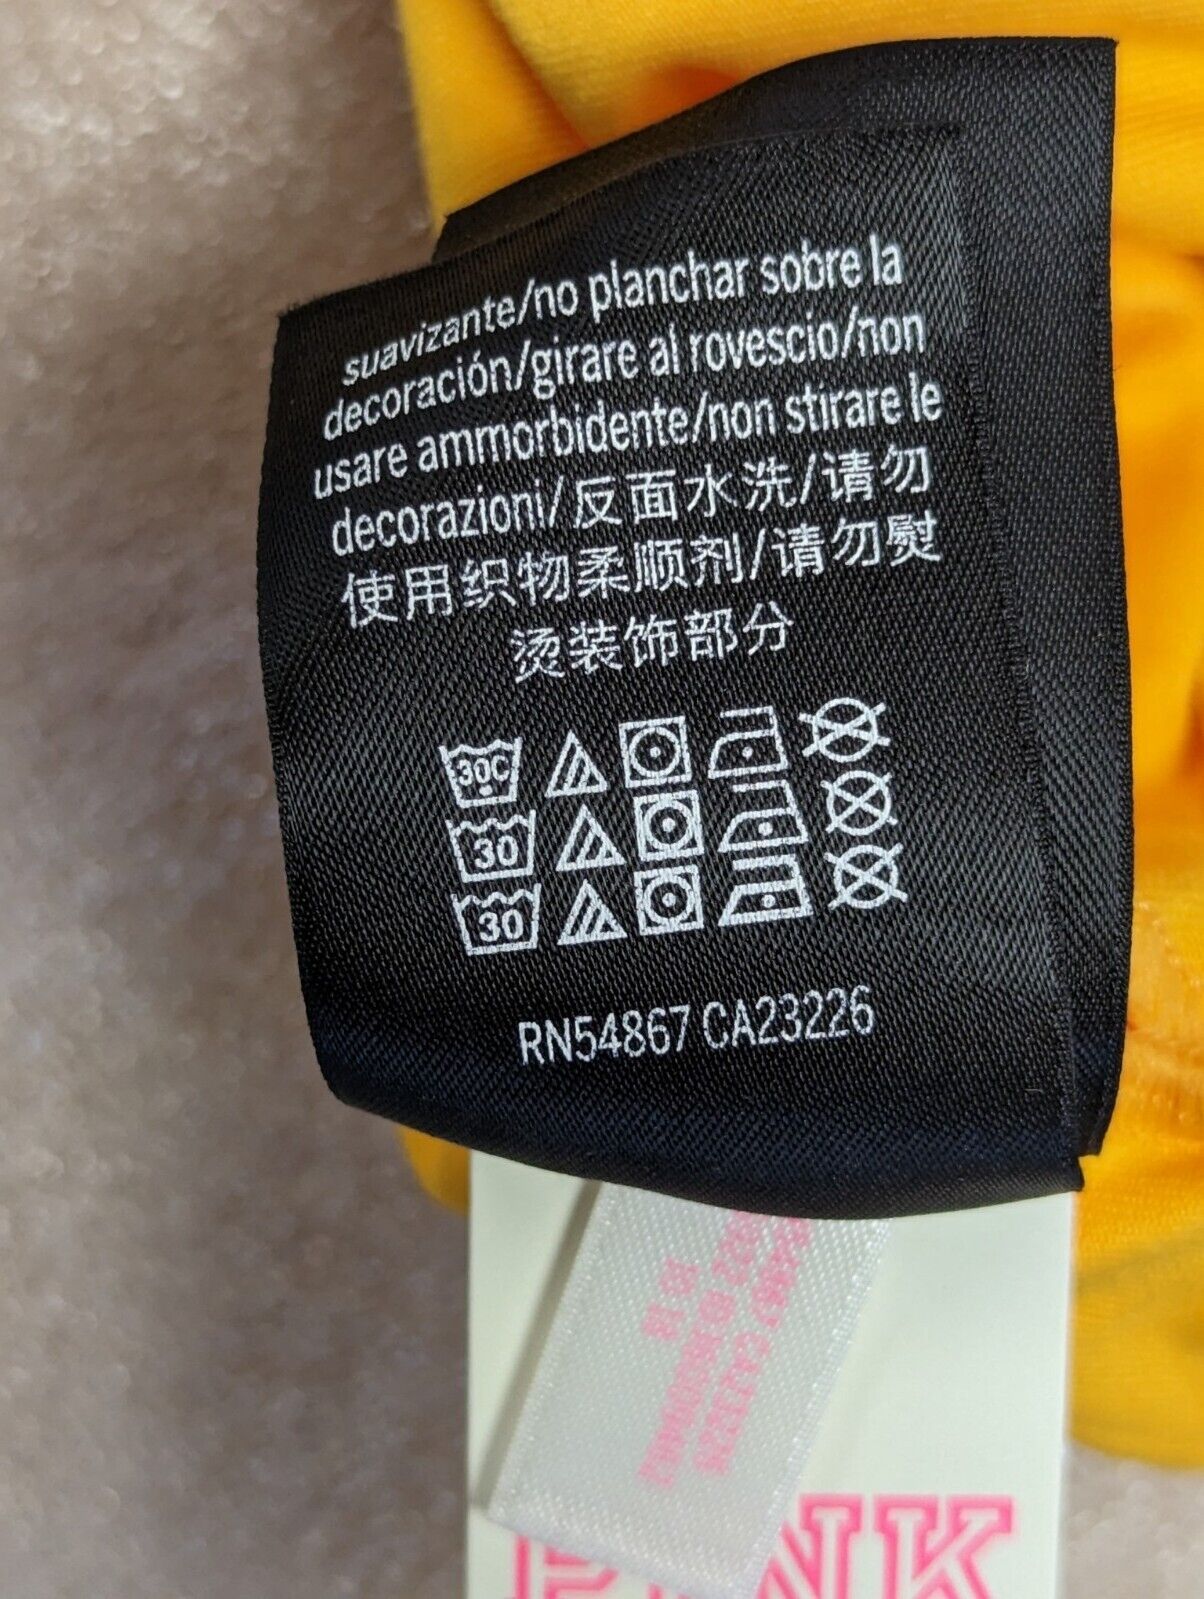 suavizante/no planchar sobre la
decoración/girare al rovescio/non
usare ammorbidente/non stirare le
decorazioni/反面水洗/请勿
使用织物柔顺剂/请勿熨
烫装饰部分
30C
30
30
RN54867 CA23226
CA23226
PINK